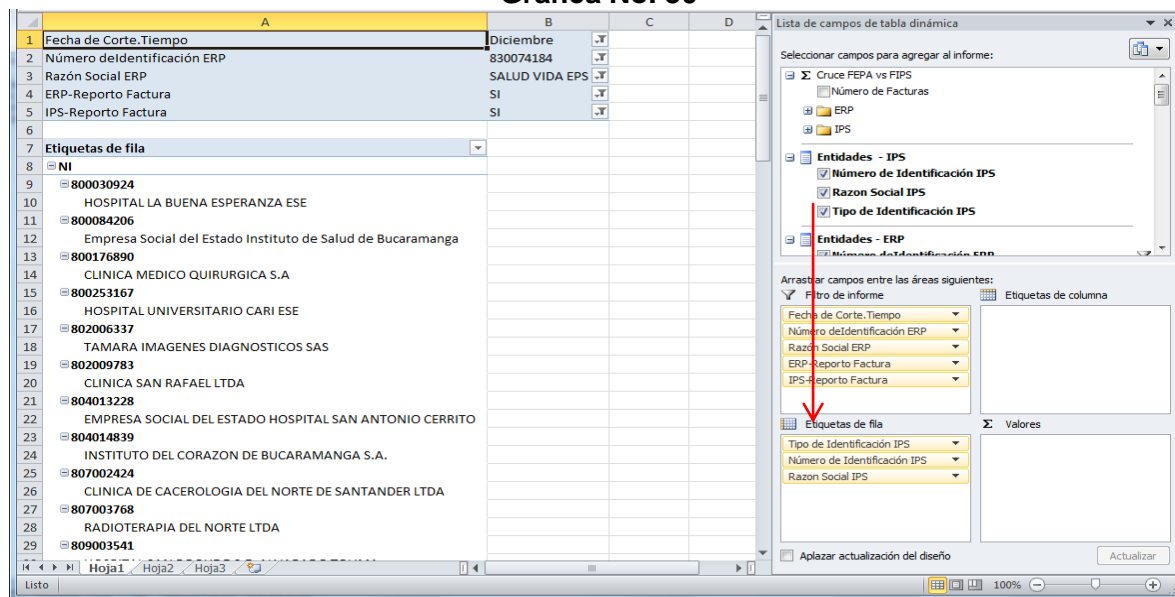 A B C D
1 Fecha de Corte.Tiempo Diciembre
2 Número deIdentificación ERP 830074184
3 Razón Social ERP SALUD VIDA EPS
4 ERP-Reporto Factura SI
5 IPS-Reporto Factura SI
6
7 Etiquetas de fila
8 NI
9 800030924
10 HOSPITAL LA BUENA ESPERANZA ESE
11 800084206
12 Empresa Social del Estado Instituto de Salud de Bucaramanga
13 800176890
14 CLINICA MEDICO QUIRURGICA S.A
15 800253167
16 HOSPITAL UNIVERSITARIO CARI ESE
17 802006337
18 TAMARA IMAGENES DIAGNOSTICOS SAS
19 802009783
20 CLINICA SAN RAFAEL LTDA
21 804013228
22 EMPRESA SOCIAL DEL ESTADO HOSPITAL SAN ANTONIO CERRITO
23 804014839
24 INSTITUTO DEL CORAZON DE BUCARAMANGA S.A.
25 807002424
26 CLINICA DE CACEROLOGIA DEL NORTE DE SANTANDER LTDA
27 807003768
28 RADIOTERAPIA DEL NORTE LTDA
29 809003541
Hoja1 Hoja2 Hoja3
Listo 100%
Lista de campos de tabla dinámica
Seleccionar campos para agregar al informe:
Σ Cruce FEPA vs FIPS
Número de Facturas
ERP
IPS
Entidades - IPS
Número de Identificación IPS
Razon Social IPS
Tipo de Identificación IPS
Entidades - ERP
Número deIdentificación ERP
Arrastrar campos entre las áreas siguientes:
Filtro de informe Etiquetas de columna
Fecha de Corte.Tiempo
Número deIdentificación ERP
Razón Social ERP
ERP-Reporto Factura
IPS-Reporto Factura
Etiquetas de fila Σ Valores
Tipo de Identificación IPS
Número de Identificación IPS
Razon Social IPS
Aplazar actualización del diseño Actualizar